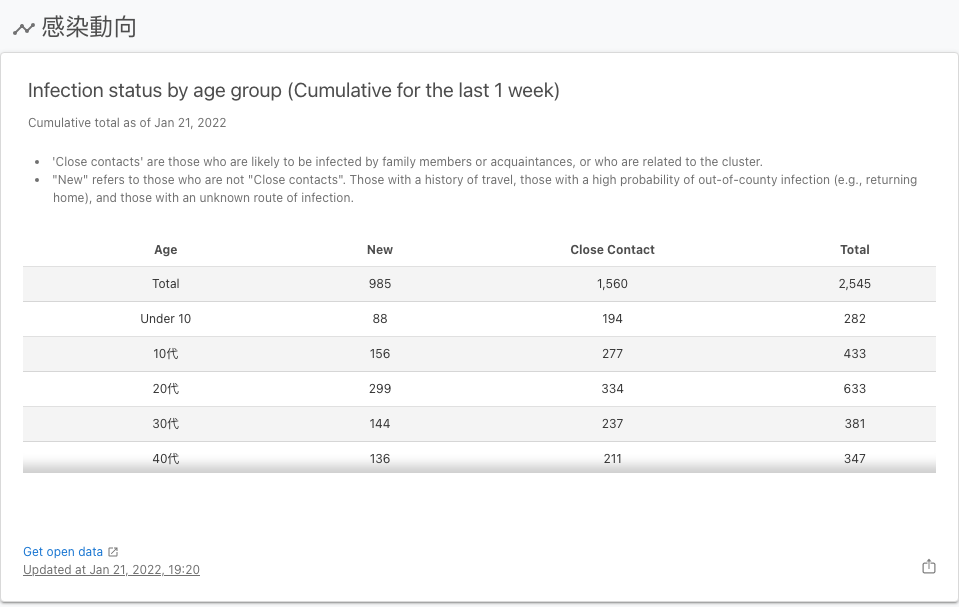 感染動向
Infection status by age group (Cumulative for the last 1 week)
Cumulative total as of Jan 21, 2022
'Close contacts' are those who are likely to be infected by family members or acquaintances, or who are related to the cluster.
"New" refers to those who are not "Close contacts". Those with a history of travel, those with a high probability of out-of-county infection (e.g., returning
home), and those with an unknown route of infection.
Age New Close Contact Total
Total 985 1,560 2,545
Under 10 88 194 282
10代 156 277 433
20代 299 334 633
30代 144 237 381
40代 136 211 347
Get open data
Updated at Jan 21, 2022, 19:20